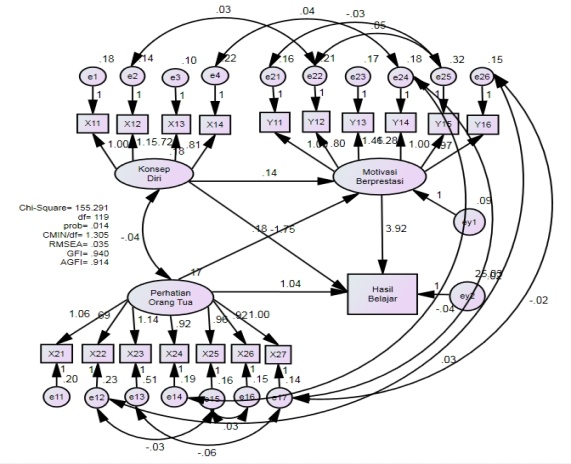 .03
.04
-.03
.05
.18
.14
.10
.22
.16
.21
.17
.18
.32
.15
e1
e2
e3
e4
e21
e22
e23
e24
e25
e26
1
1
1
1
1
1
1
1
1
1
X11
X12
X13
X14
Y11
Y12
Y13
Y14
Y15
Y16
1.00
1.15
.72
.81
.80
1.00
.97
Konsep
Diri
.14
Motivasi
Berprestasi
1
.09
ey1
Chi-Square= 155.291
df= 119
prob= .014
CMIN/df= 1.305
RMSEA= .035
GFI= .940
AGFI= .914
-.04
.18
-1.75
3.92
.17
1.04
Perhatian
Orang Tua
Hasil
Belajar
1
ey2
-.04
-.02
1.06
.69
1.14
.92
.96
.92
1.00
X21
X22
X23
X24
X25
X26
X27
.03
1
1
1
1
1
1
1
.20
.23
.51
.19
.16
.15
.14
e11
e12
e13
e14
e15
e16
e17
.03
-.03
-.06